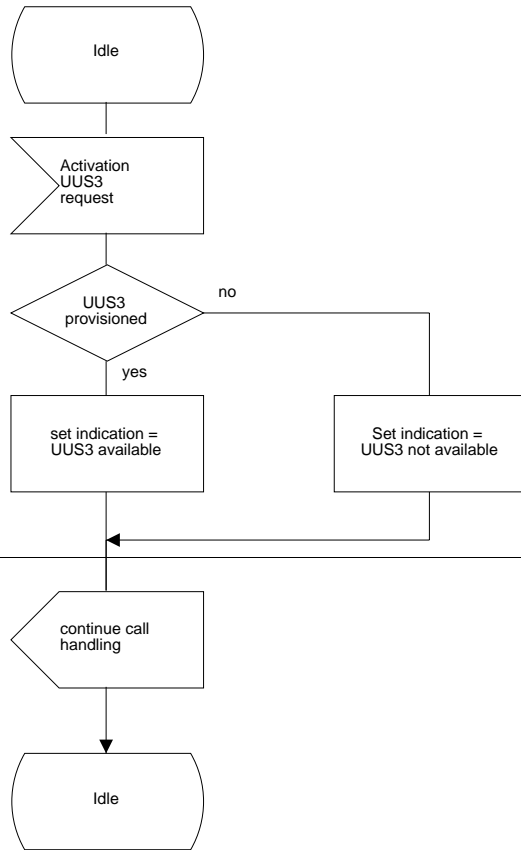 Idle
Activation
UUS3
request
UUS3
provisioned
no
yes
set indication =
UUS3 available
Set indication =
UUS3 not available
continue call
handling
Idle